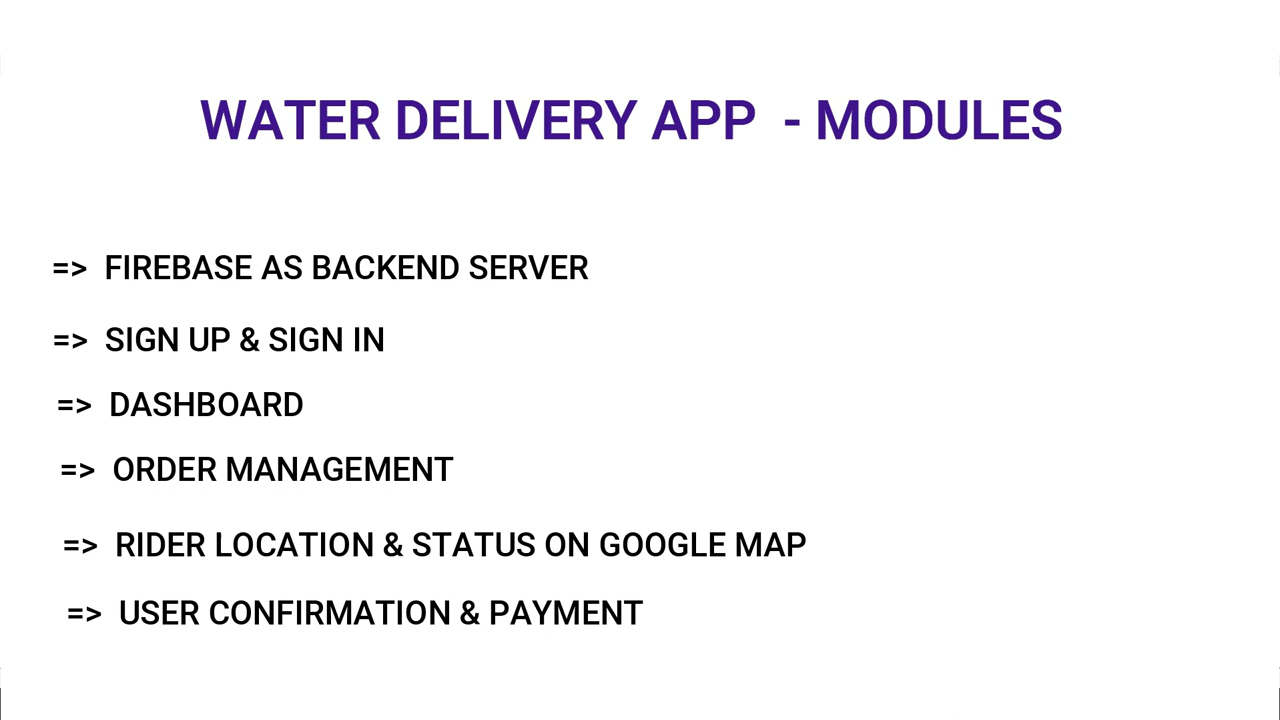 WATER DELIVERY APP - MODULES
=> FIREBASE AS BACKEND SERVER
=> SIGN UP & SIGN IN
=> DASHBOARD
=> ORDER MANAGEMENT
=> RIDER LOCATION & STATUS ON GOOGLE MAP
=> USER CONFIRMATION & PAYMENT